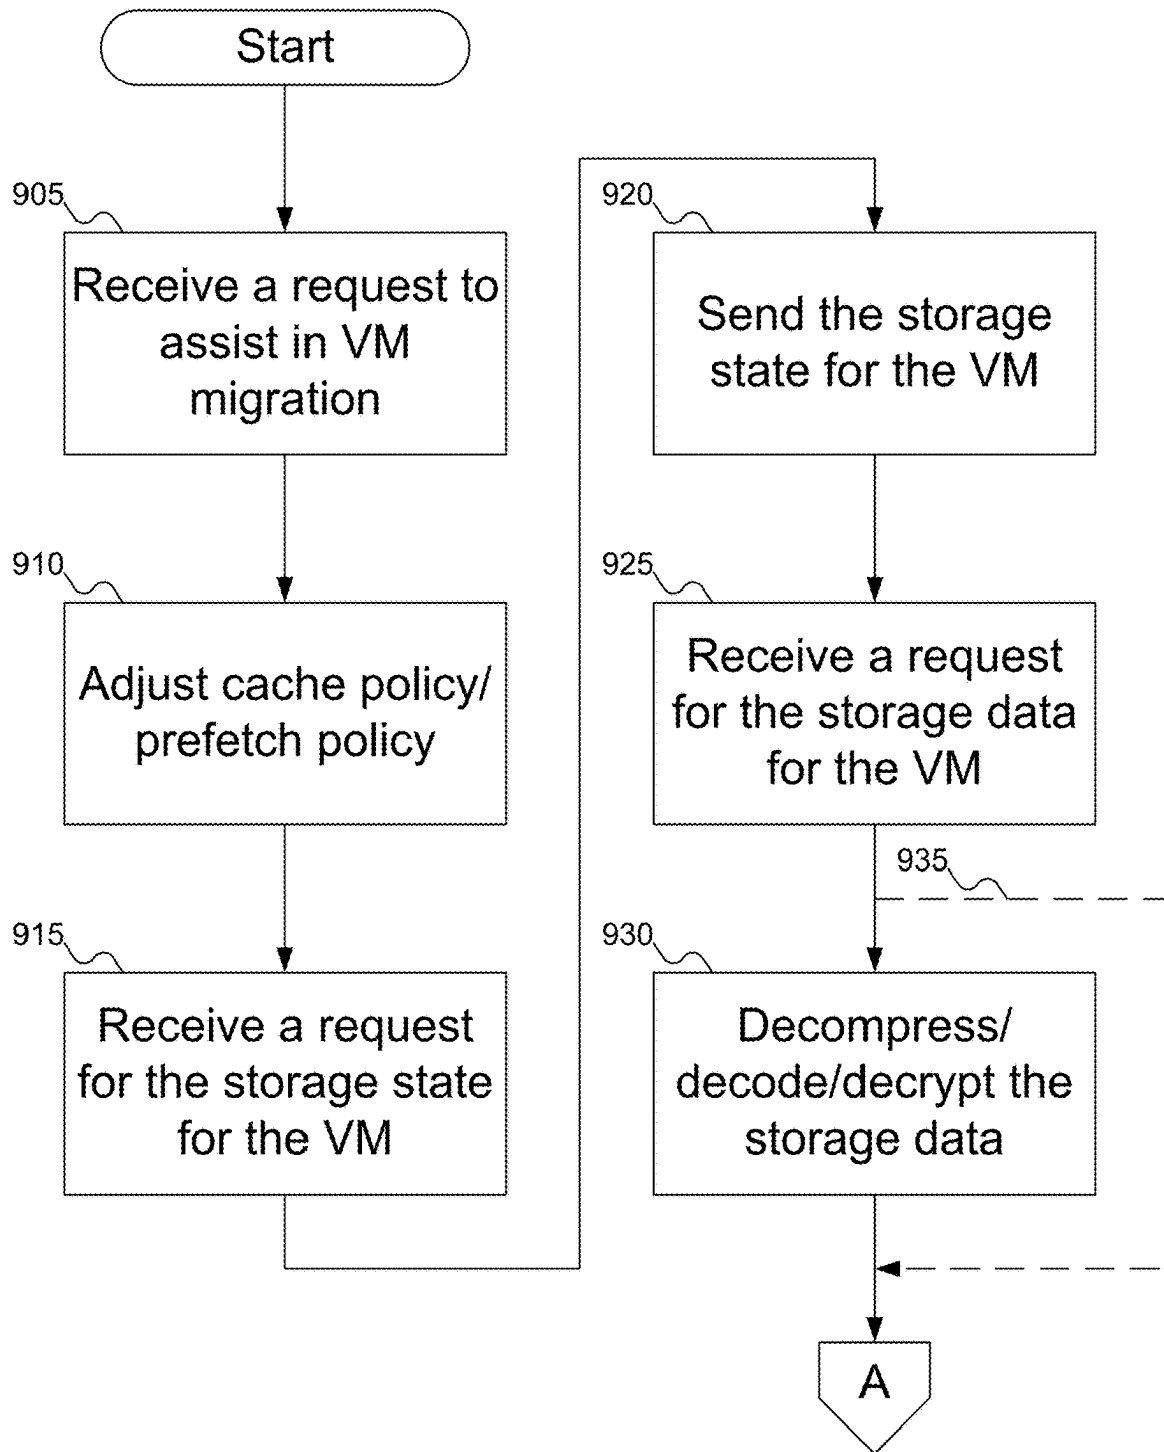 Start
905
Receive a request to
assist in VM
migration
910
Adjust cache policy/
prefetch policy
915
Receive a request
for the storage state
for the VM
920
Send the storage
state for the VM
925
Receive a request
for the storage data
for the VM
935
930
Decompress/
decode/decrypt the
storage data
A